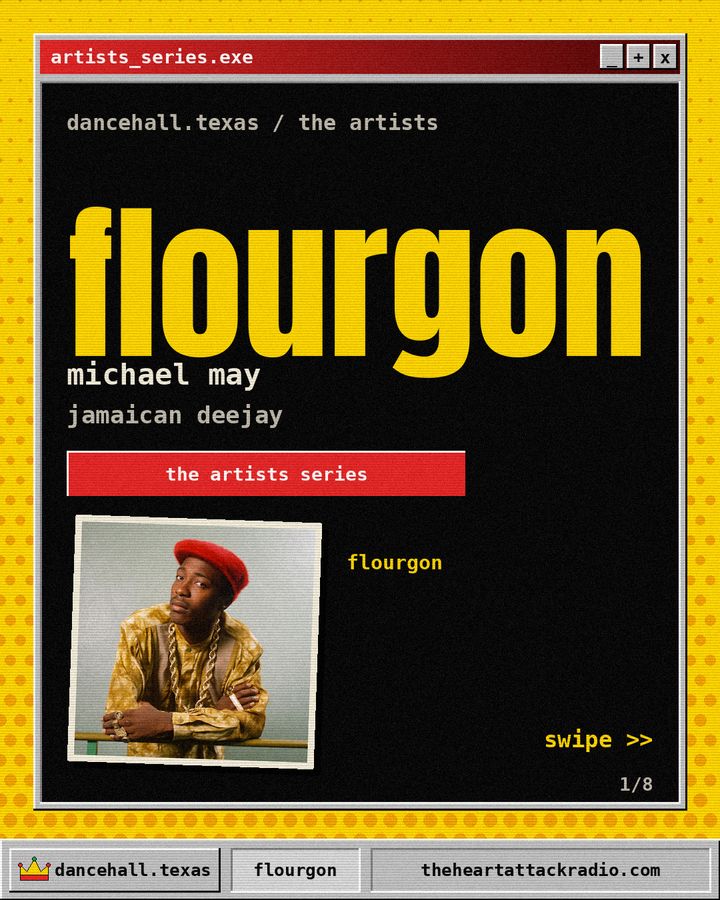 artists_series.exe
_ + x
dancehall.texas / the artists
flourgon
michael may
jamaican deejay
the artists series
flourgon
swipe >>
1/8
dancehall.texas
flourgon
theheartattackradio.com